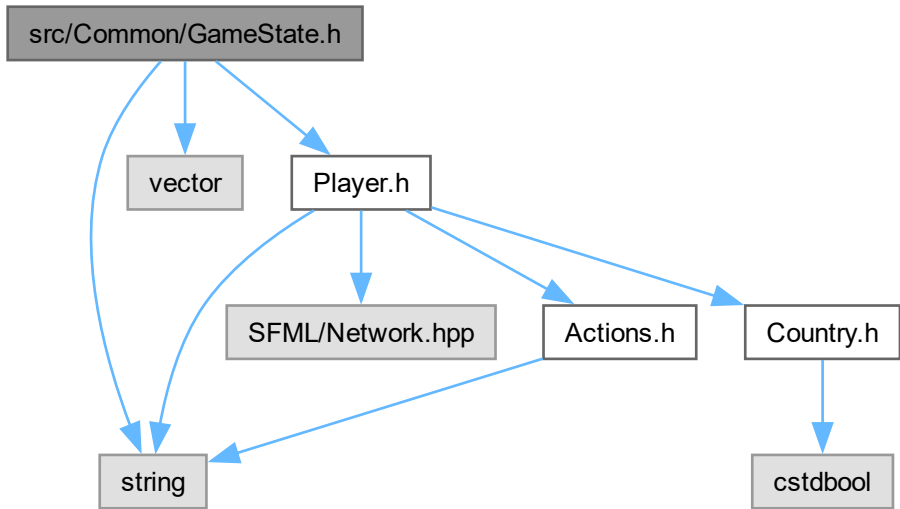 src/Common/GameState.h
vector
Player.h
SFML/Network.hpp
Actions.h
Country.h
string
cstdbool